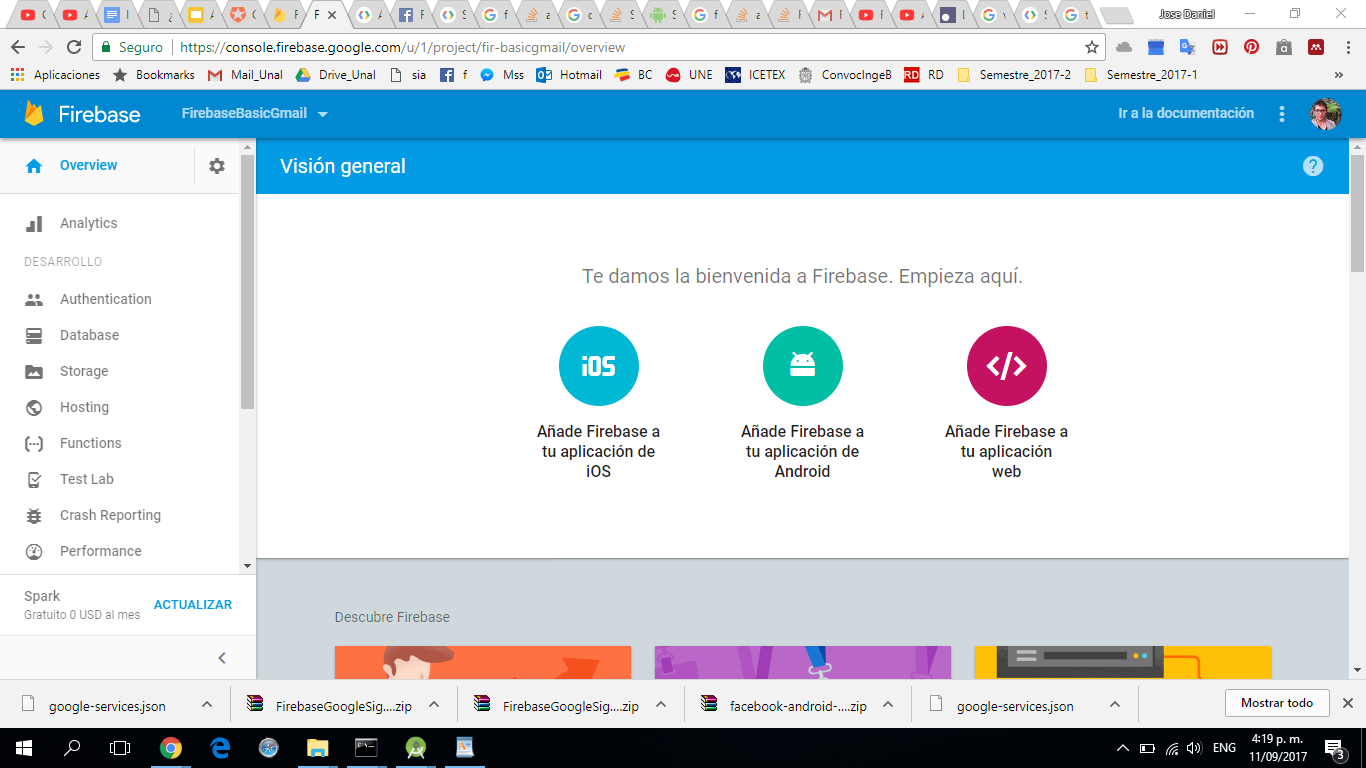 Jose Daniel
Seguro https://console.firebase.google.com/u/1/project/fir-basicgmail/overview
Aplicaciones Bookmarks Mail_Unal Drive_Unal sia f Mss Hotmail BC UNE ICETEX ConvocIngeB RD RD Semestre_2017-2 Semestre_2017-1 »
Firebase FirebaseBasicGmail Ir a la documentación
Overview
Visión general
Analytics
DESARROLLO
Authentication
Database
Storage
Hosting
Functions
Test Lab
Crash Reporting
Performance
Spark
Gratuito 0 USD al mes
ACTUALIZAR
Te damos la bienvenida a Firebase. Empieza aquí.
iOS
Añade Firebase a
tu aplicación de
iOS
Añade Firebase a
tu aplicación de
Android
</>
Añade Firebase a
tu aplicación
web
Descubre Firebase
google-services.json FirebaseGoogleSig....zip FirebaseGoogleSig....zip facebook-android-....zip google-services.json Mostrar todo
ENG
4:19 p. m.
11/09/2017
3